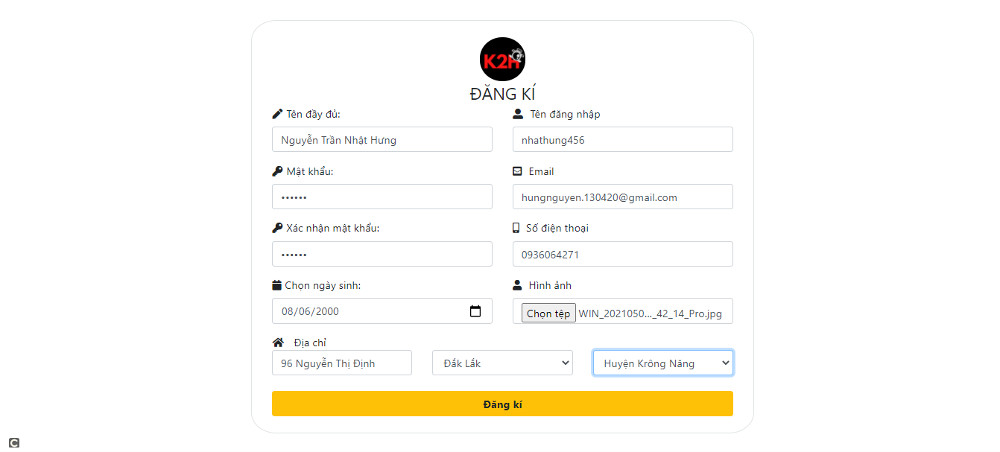 K2H
ĐĂNG KÍ
Tên đầy đủ: Tên đăng nhập
Nguyễn Trần Nhật Hưng nhathung456
Mật khẩu: Email
•••••• hungnguyen.130420@gmail.com
Xác nhận mật khẩu: Số điện thoại
•••••• 0936064271
Chọn ngày sinh: Hình ảnh
08/06/2000 Chọn tệp WIN_2021050..._42_14_Pro.jpg
Địa chỉ
96 Nguyễn Thị Định Đắk Lắk Huyện Krông Năng
Đăng kí
C